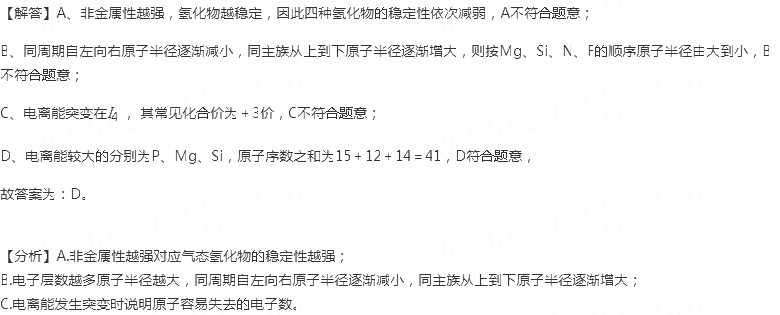 【解答】A、非金属性越强，氢化物越稳定，因此四种氢化物的稳定性依次减弱，A不符合题意；
B、同周期自左向右原子半径逐渐减小，同主族从上到下原子半径逐渐增大，则按Mg、Si、N、F的顺序原子半径由大到小，B
不符合题意；
C、电离能突变在I₄ ， 其常见化合价为＋3价，C不符合题意；
D、电离能较大的分别为P、Mg、Si，原子序数之和为15＋12＋14＝41，D符合题意，
故答案为：D。
【分析】A.非金属性越强对应气态氢化物的稳定性越强；
B.电子层数越多原子半径越大，同周期自左向右原子半径逐渐减小，同主族从上到下原子半径逐渐增大；
C.电离能发生突变时说明原子容易失去的电子数。